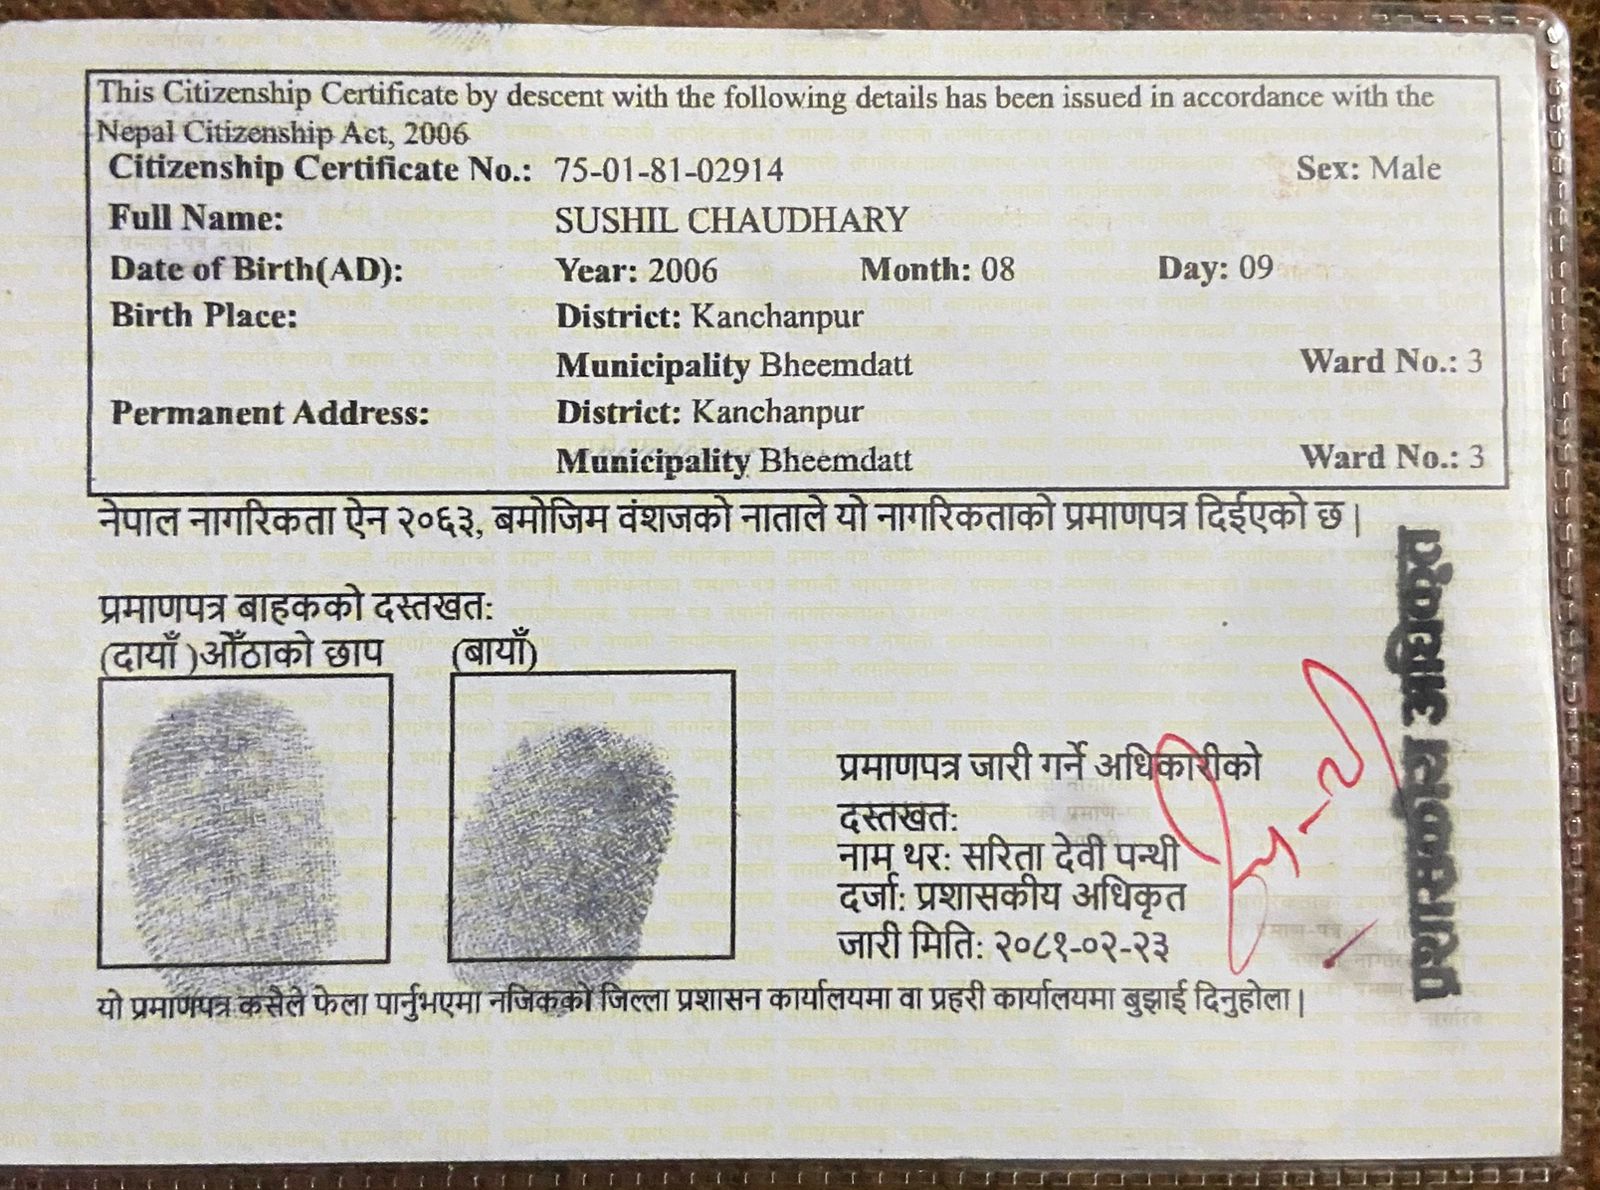 This Citizenship Certificate by descent with the following details has been issued in accordance with the
Nepal Citizenship Act, 2006
Citizenship Certificate No.: 75-01-81-02914 Sex: Male
Full Name: SUSHIL CHAUDHARY
Date of Birth(AD): Year: 2006 Month: 08 Day: 09
Birth Place: District: Kanchanpur
Municipality Bheemdatt Ward No.: 3
Permanent Address: District: Kanchanpur
Municipality Bheemdatt Ward No.: 3
नेपाल नागरिकता ऐन २०६३, बमोजिम वंशजको नाताले यो नागरिकताको प्रमाणपत्र दिईएको छ |
प्रमाणपत्र बाहकको दस्तखत:
(दायाँ )औँठाको छाप (बायाँ)
प्रमाणपत्र जारी गर्ने अधिकारीको
दस्तखत:
नाम थर: सरिता देवी पन्थी
दर्जा: प्रशासकीय अधिकृत
जारी मिति: २०८१-०२-२३
यो प्रमाणपत्र कसैले फेला पार्नुभएमा नजिकको जिल्ला प्रशासन कार्यालयमा वा प्रहरी कार्यालयमा बुझाई दिनुहोला |